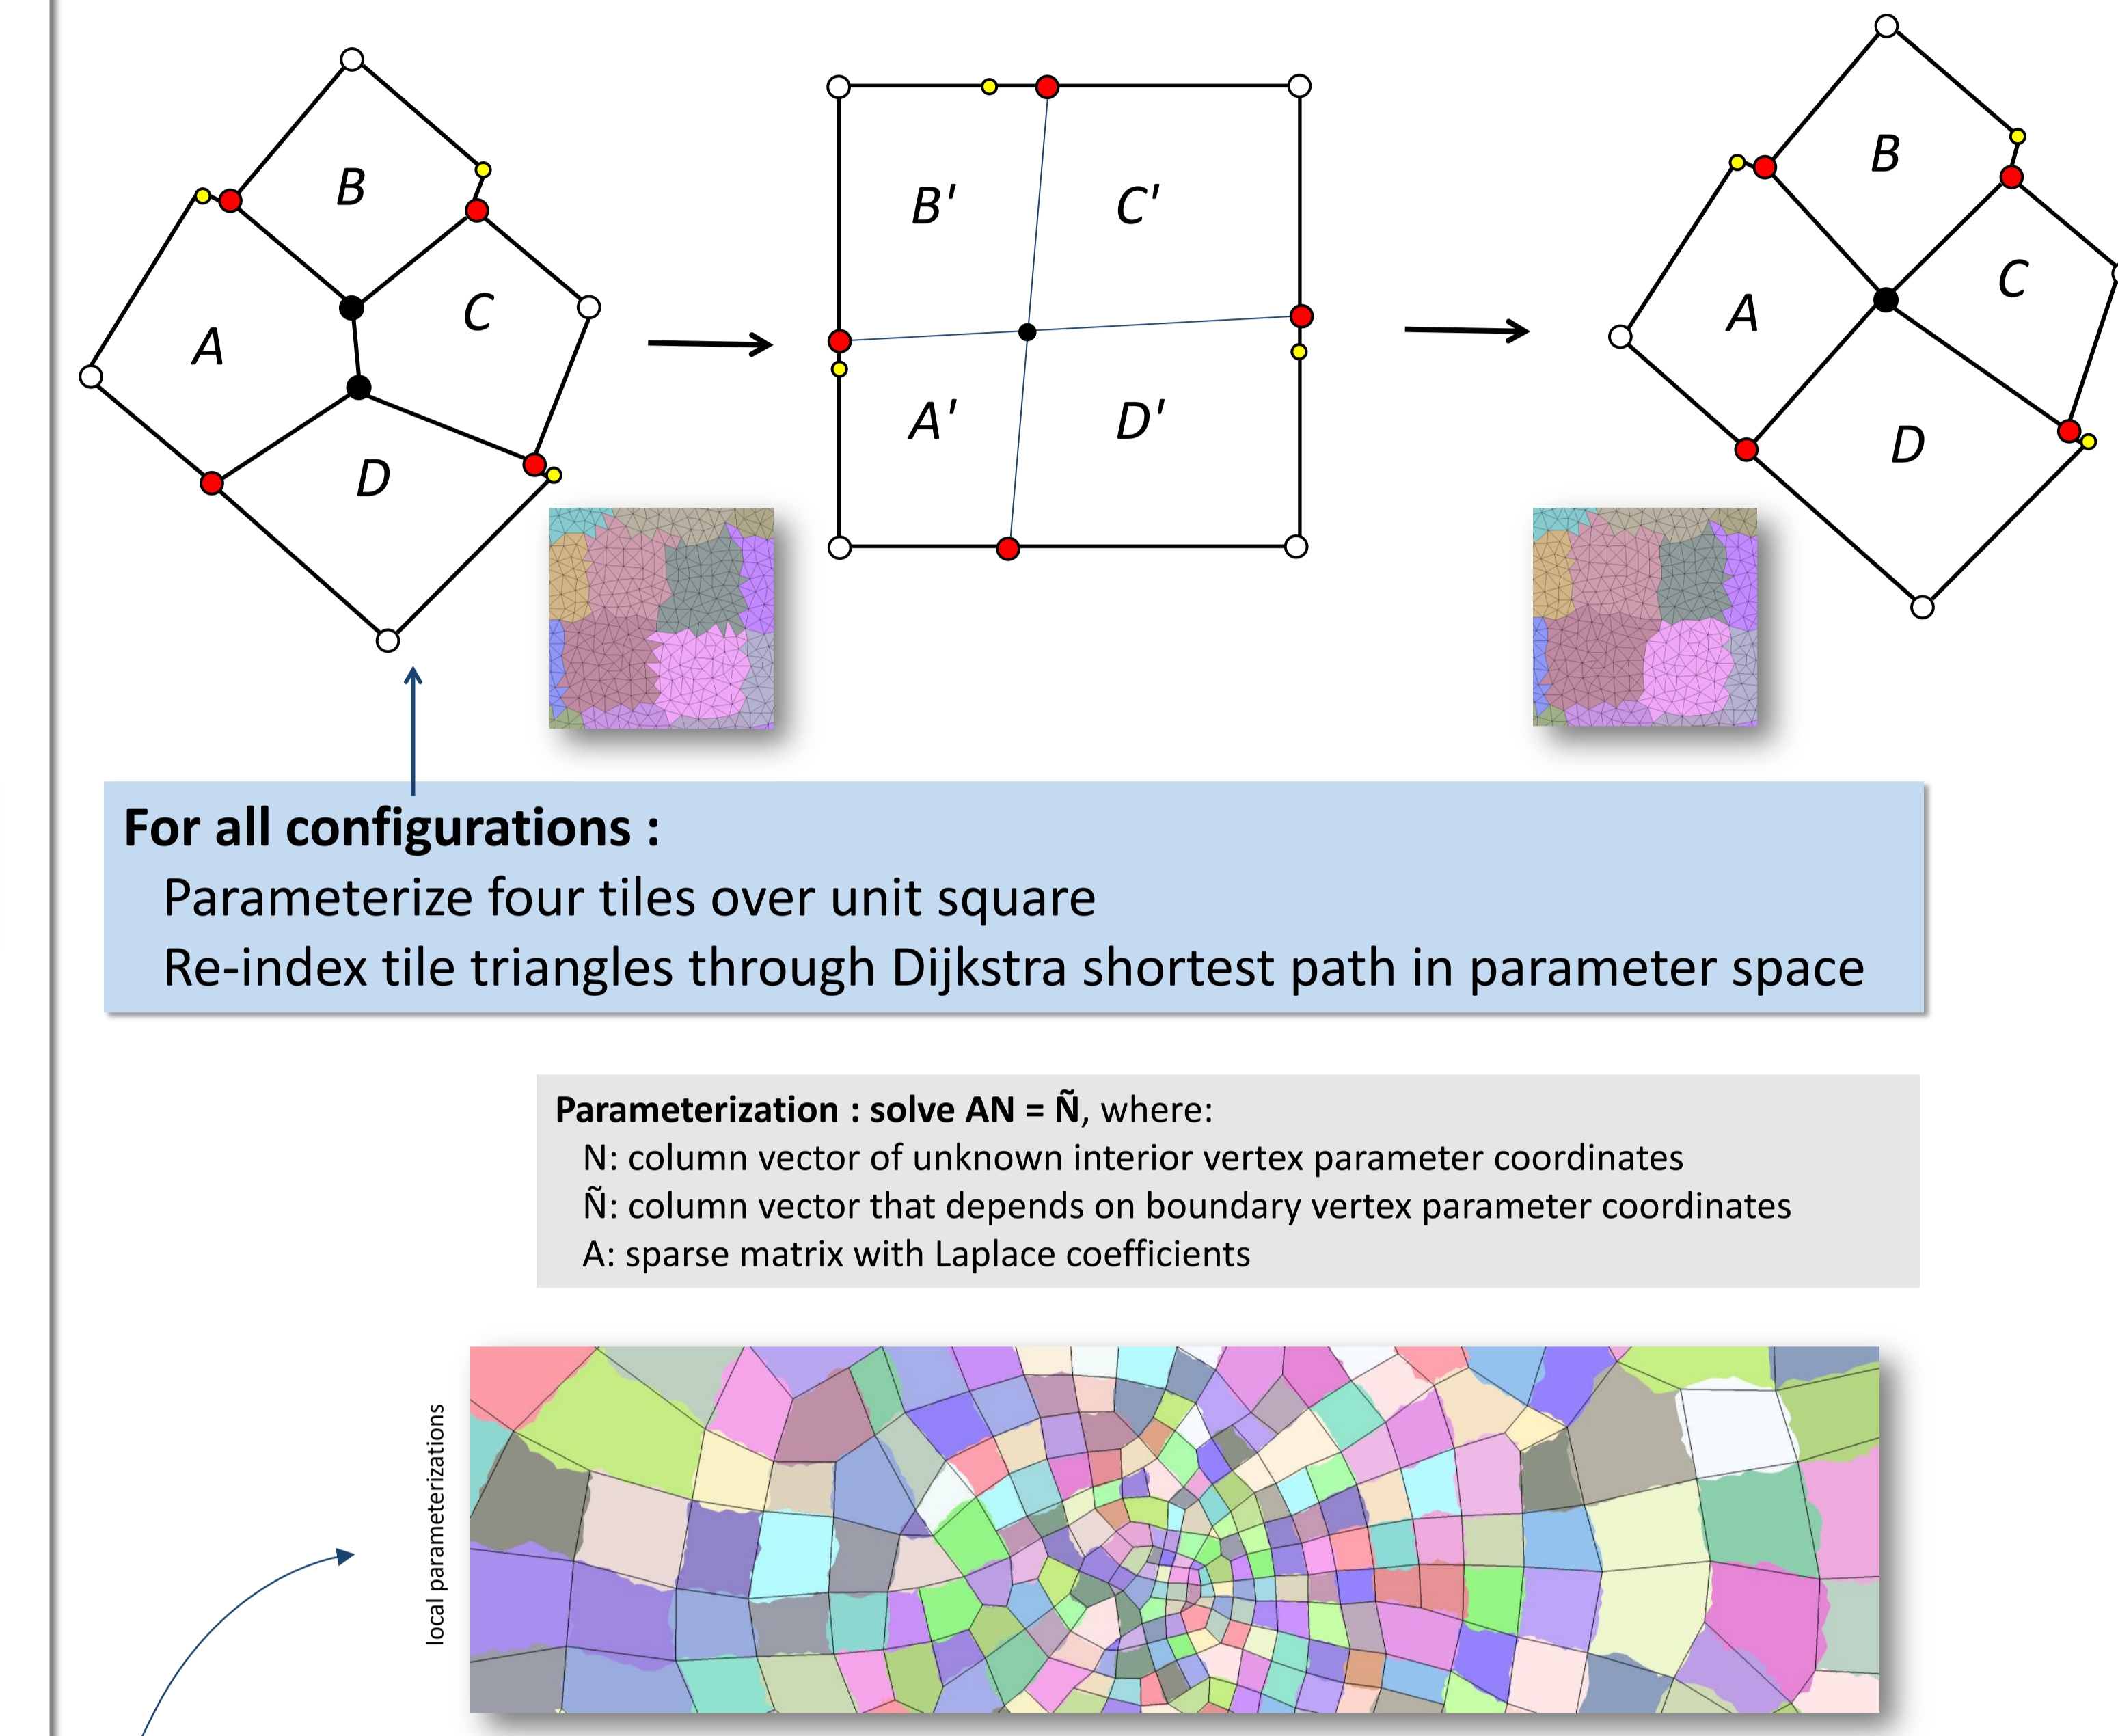 B
A
C
D
B'
C'
A'
D'
B
A
C
D
For all configurations :
Parameterize four tiles over unit square
Re-index tile triangles through Dijkstra shortest path in parameter space
Parameterization : solve AN = Ñ, where:
N: column vector of unknown interior vertex parameter coordinates
Ñ: column vector that depends on boundary vertex parameter coordinates
A: sparse matrix with Laplace coefficients
local parameterizations